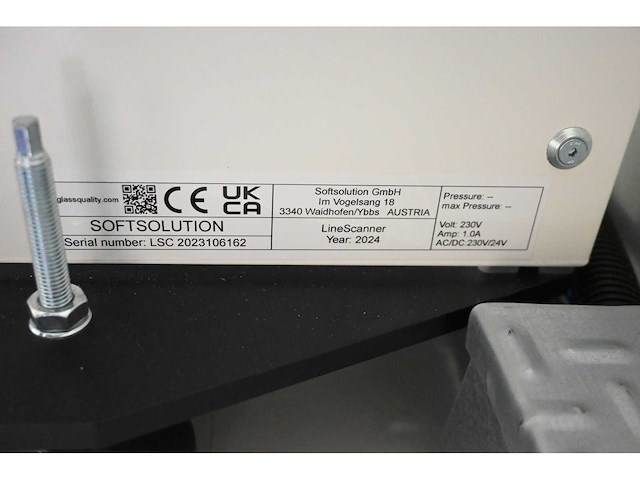 glassquality.com
CE
UK
CA
SOFTSOLUTION
Serial number: LSC 2023106162
Softsolution GmbH
Im Vogelsang 18
3340 Waidhofen/Ybbs AUSTRIA
LineScanner
Year: 2024
Pressure: --
max Pressure: --
Volt: 230V
Amp: 1.0A
AC/DC:230V/24V